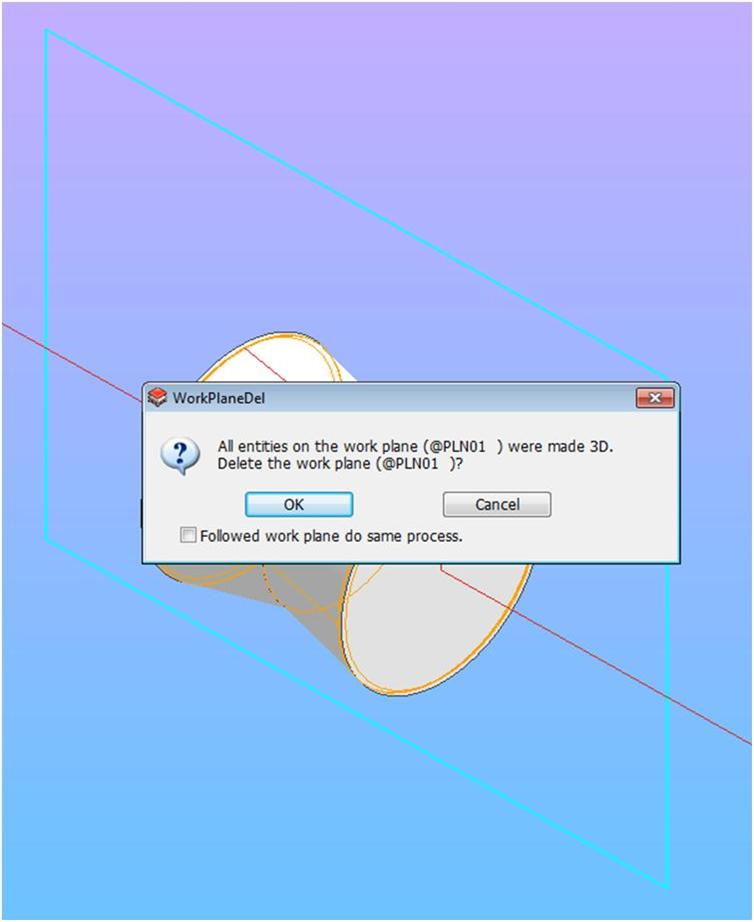 WorkPlaneDel
All entities on the work plane (@PLN01  ) were made 3D.
Delete the work plane (@PLN01  )?
OK
Cancel
Followed work plane do same process.